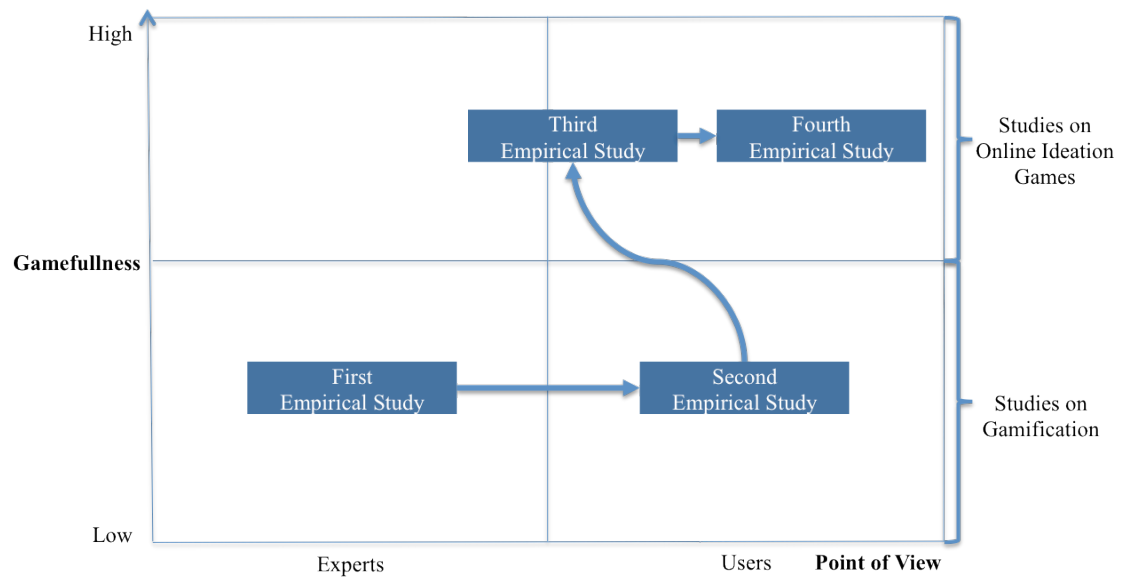 High
Third
Empirical Study
Fourth
Empirical Study
Studies on
Online Ideation
Games
Gamefullness
First
Empirical Study
Second
Empirical Study
Studies on
Gamification
Low
Experts
Users
Point of View